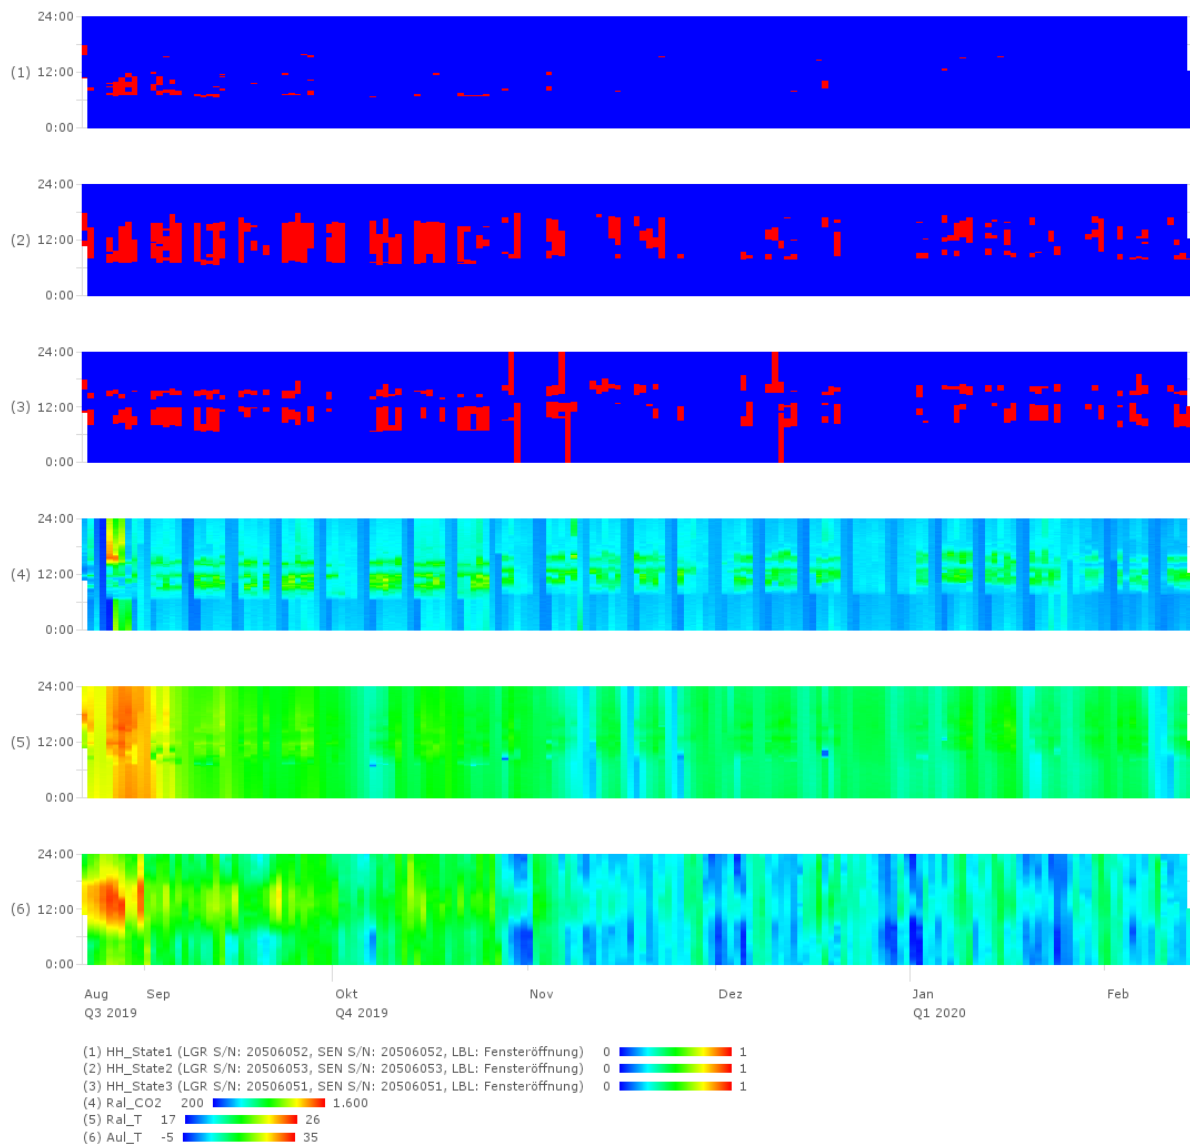 24:00
(1) 12:00
0:00
24:00
(2) 12:00
0:00
24:00
(3) 12:00
0:00
24:00
(4) 12:00
0:00
24:00
(5) 12:00
0:00
24:00
(6) 12:00
0:00
Aug Sep Okt Nov Dez Jan Feb
Q3 2019 Q4 2019 Q1 2020
(1) HH_State1 (LGR S/N: 20506052, SEN S/N: 20506052, LBL: Fensteröffnung) 0 1
(2) HH_State2 (LGR S/N: 20506053, SEN S/N: 20506053, LBL: Fensteröffnung) 0 1
(3) HH_State3 (LGR S/N: 20506051, SEN S/N: 20506051, LBL: Fensteröffnung) 0 1
(4) Ral_CO2 200 1.600
(5) Ral_T 17 26
(6) Aul_T -5 35